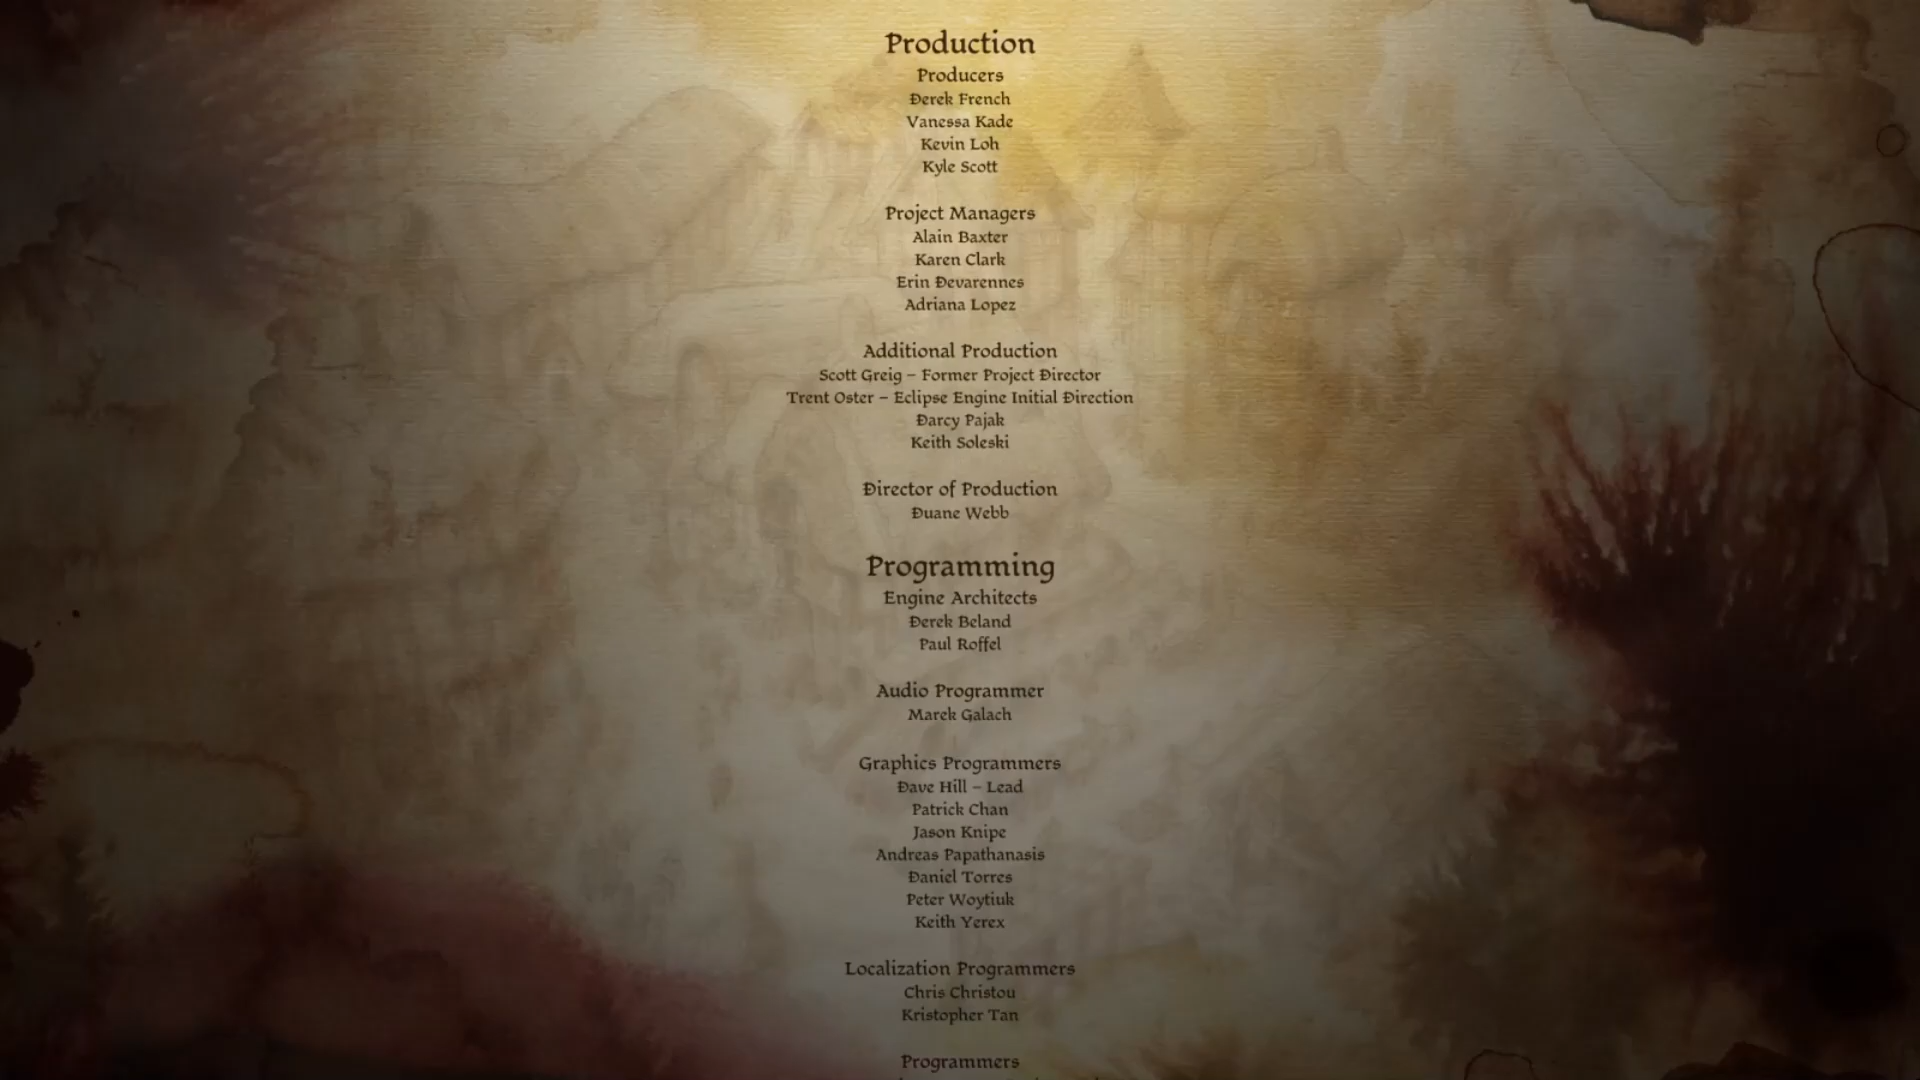 Production
Producers
Derek French
Vanessa Kade
Kevin Loh
Kyle Scott
Project Managers
Alain Baxter
Karen Clark
Erin Devarennes
Adriana Lopez
Additional Production
Scott Greig – Former Project Director
Trent Oster – Eclipse Engine Initial Direction
Darcy Pajak
Keith Soleski
Director of Production
Duane Webb
Programming
Engine Architects
Derek Beland
Paul Roffel
Audio Programmer
Marek Galach
Graphics Programmers
Dave Hill – Lead
Patrick Chan
Jason Knipe
Andreas Papathanasis
Daniel Torres
Peter Woytiuk
Keith Yerex
Localization Programmers
Chris Christou
Kristopher Tan
Programmers